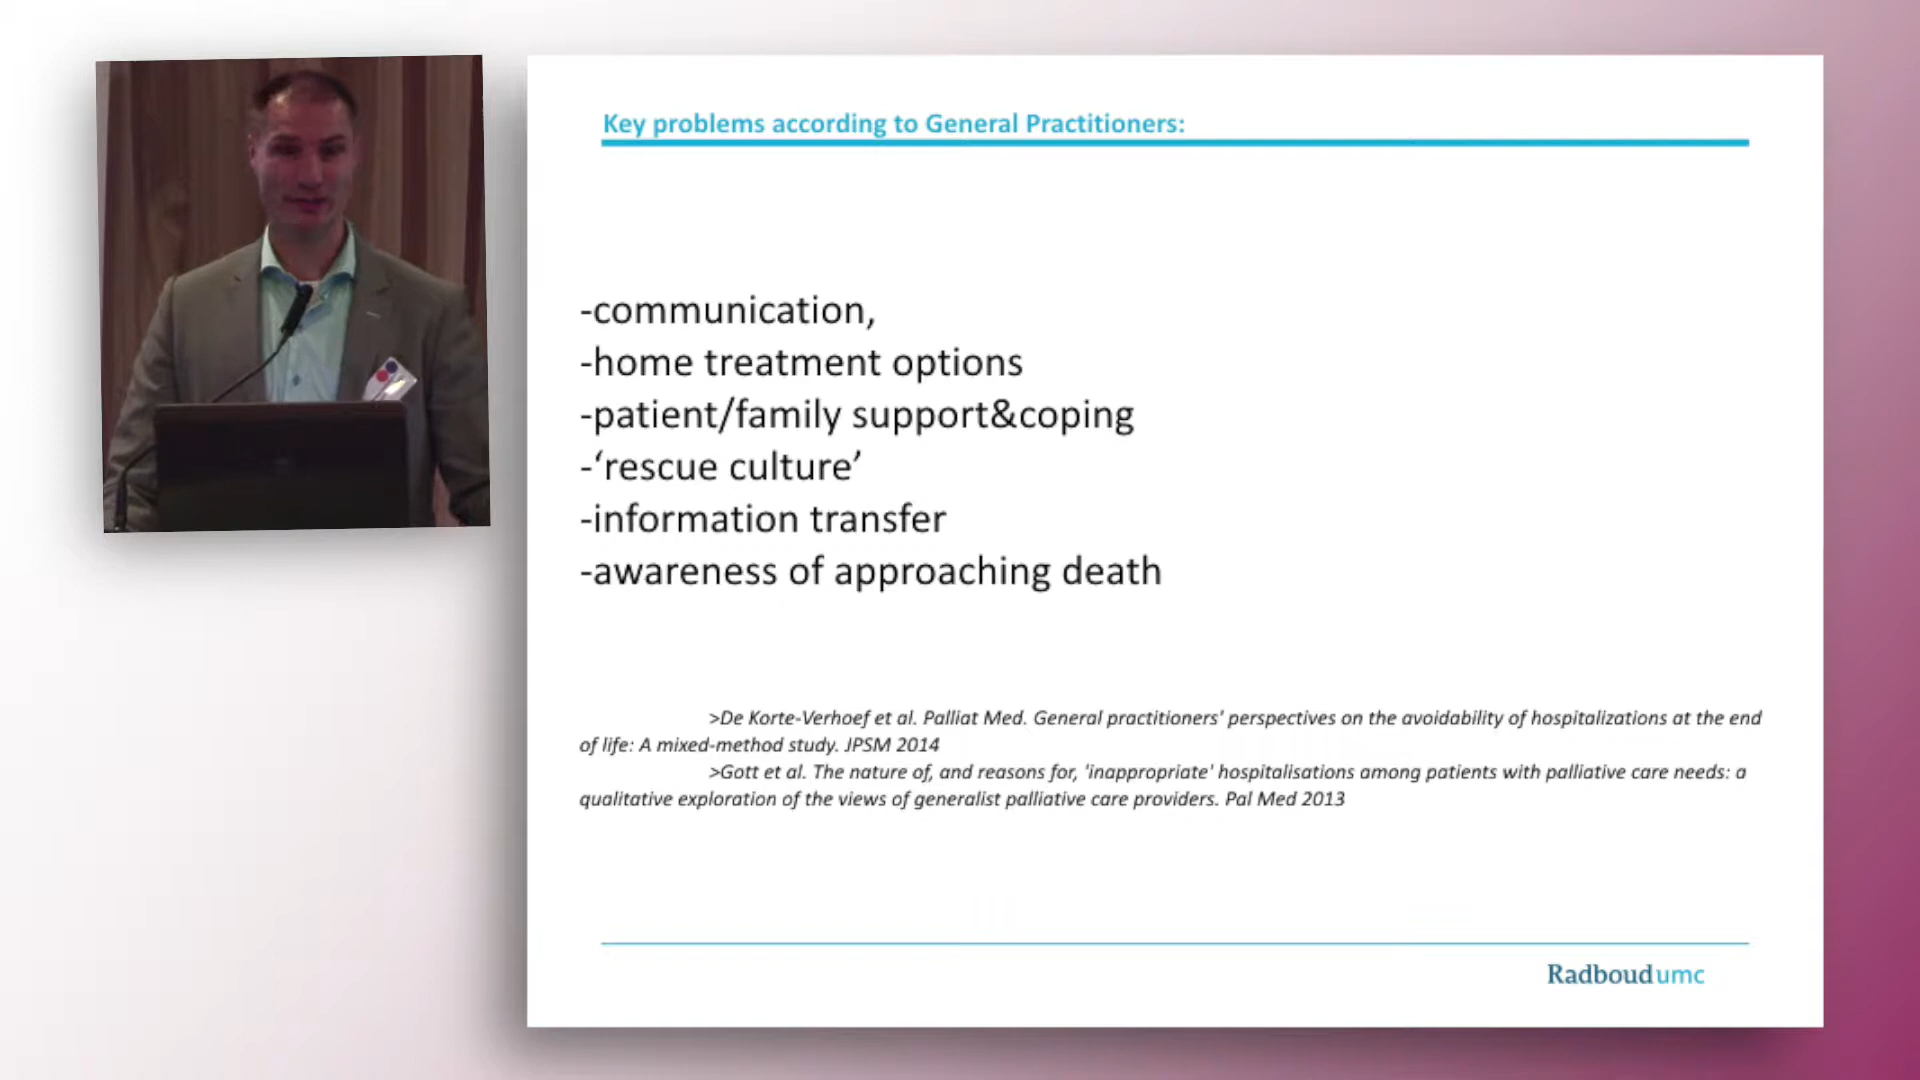 Key problems according to General Practitioners:
-communication,
-home treatment options
-patient/family support&coping
-‘rescue culture’
-information transfer
-awareness of approaching death
>De Korte-Verhoef et al. Palliat Med. General practitioners' perspectives on the avoidability of hospitalizations at the end
of life: A mixed-method study. JPSM 2014
>Gott et al. The nature of, and reasons for, 'inappropriate' hospitalisations among patients with palliative care needs: a
qualitative exploration of the views of generalist palliative care providers. Pal Med 2013
Radboudumc